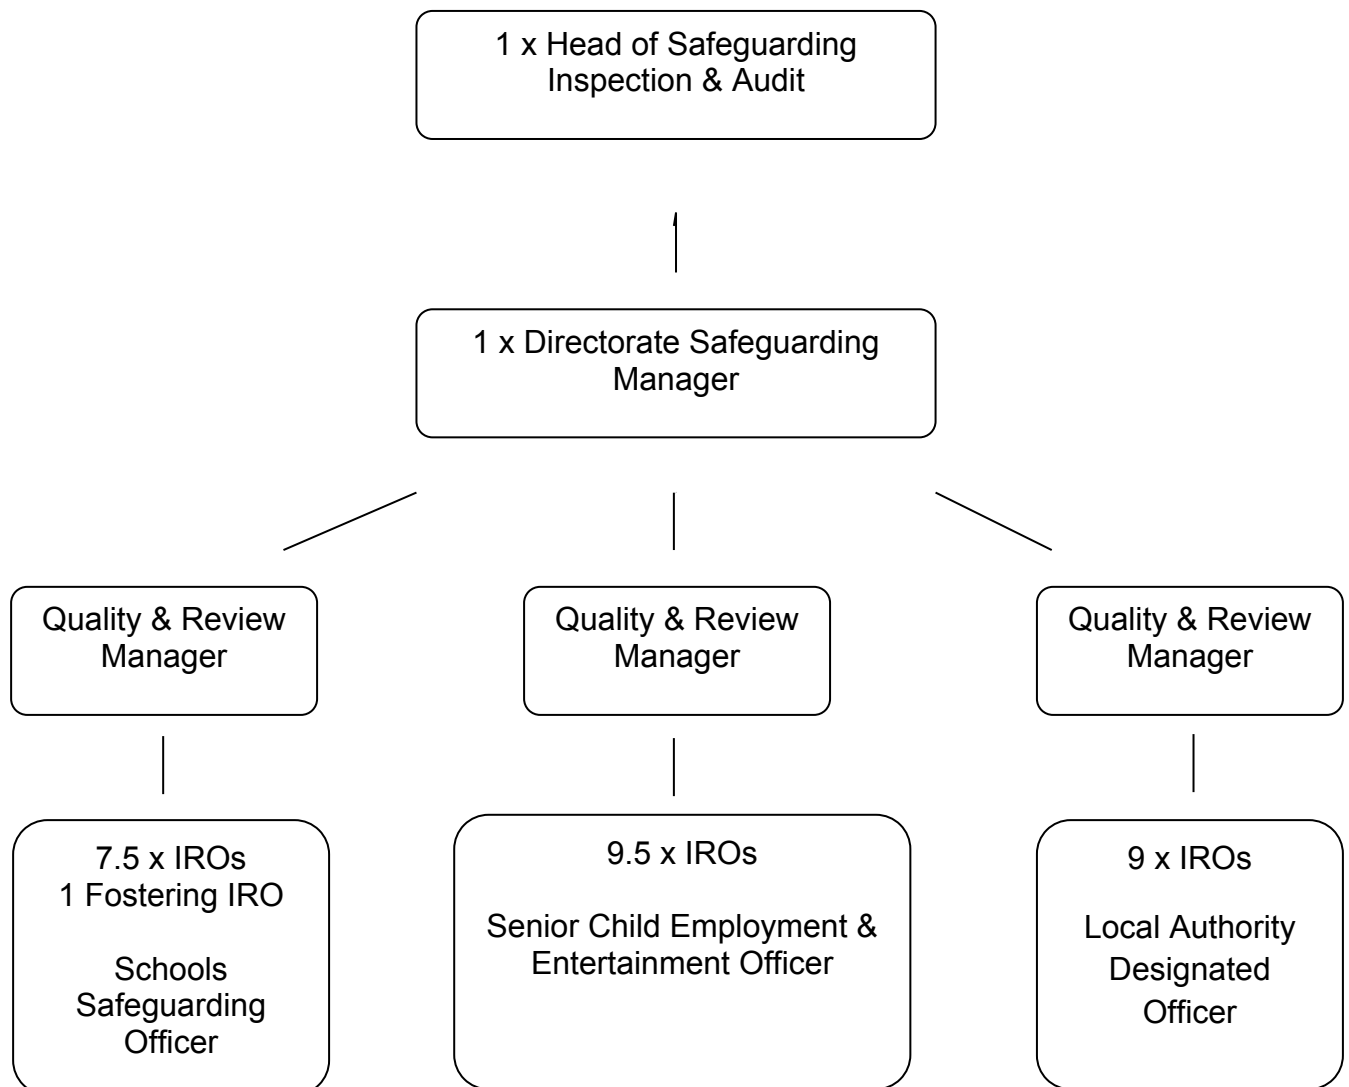 1 x Head of Safeguarding
Inspection & Audit
1 x Directorate Safeguarding
Manager
Quality & Review
Manager
Quality & Review
Manager
Quality & Review
Manager
7.5 x IROs
1 Fostering IRO
Schools
Safeguarding
Officer
9.5 x IROs
Senior Child Employment &
Entertainment Officer
9 x IROs
Local Authority
Designated
Officer